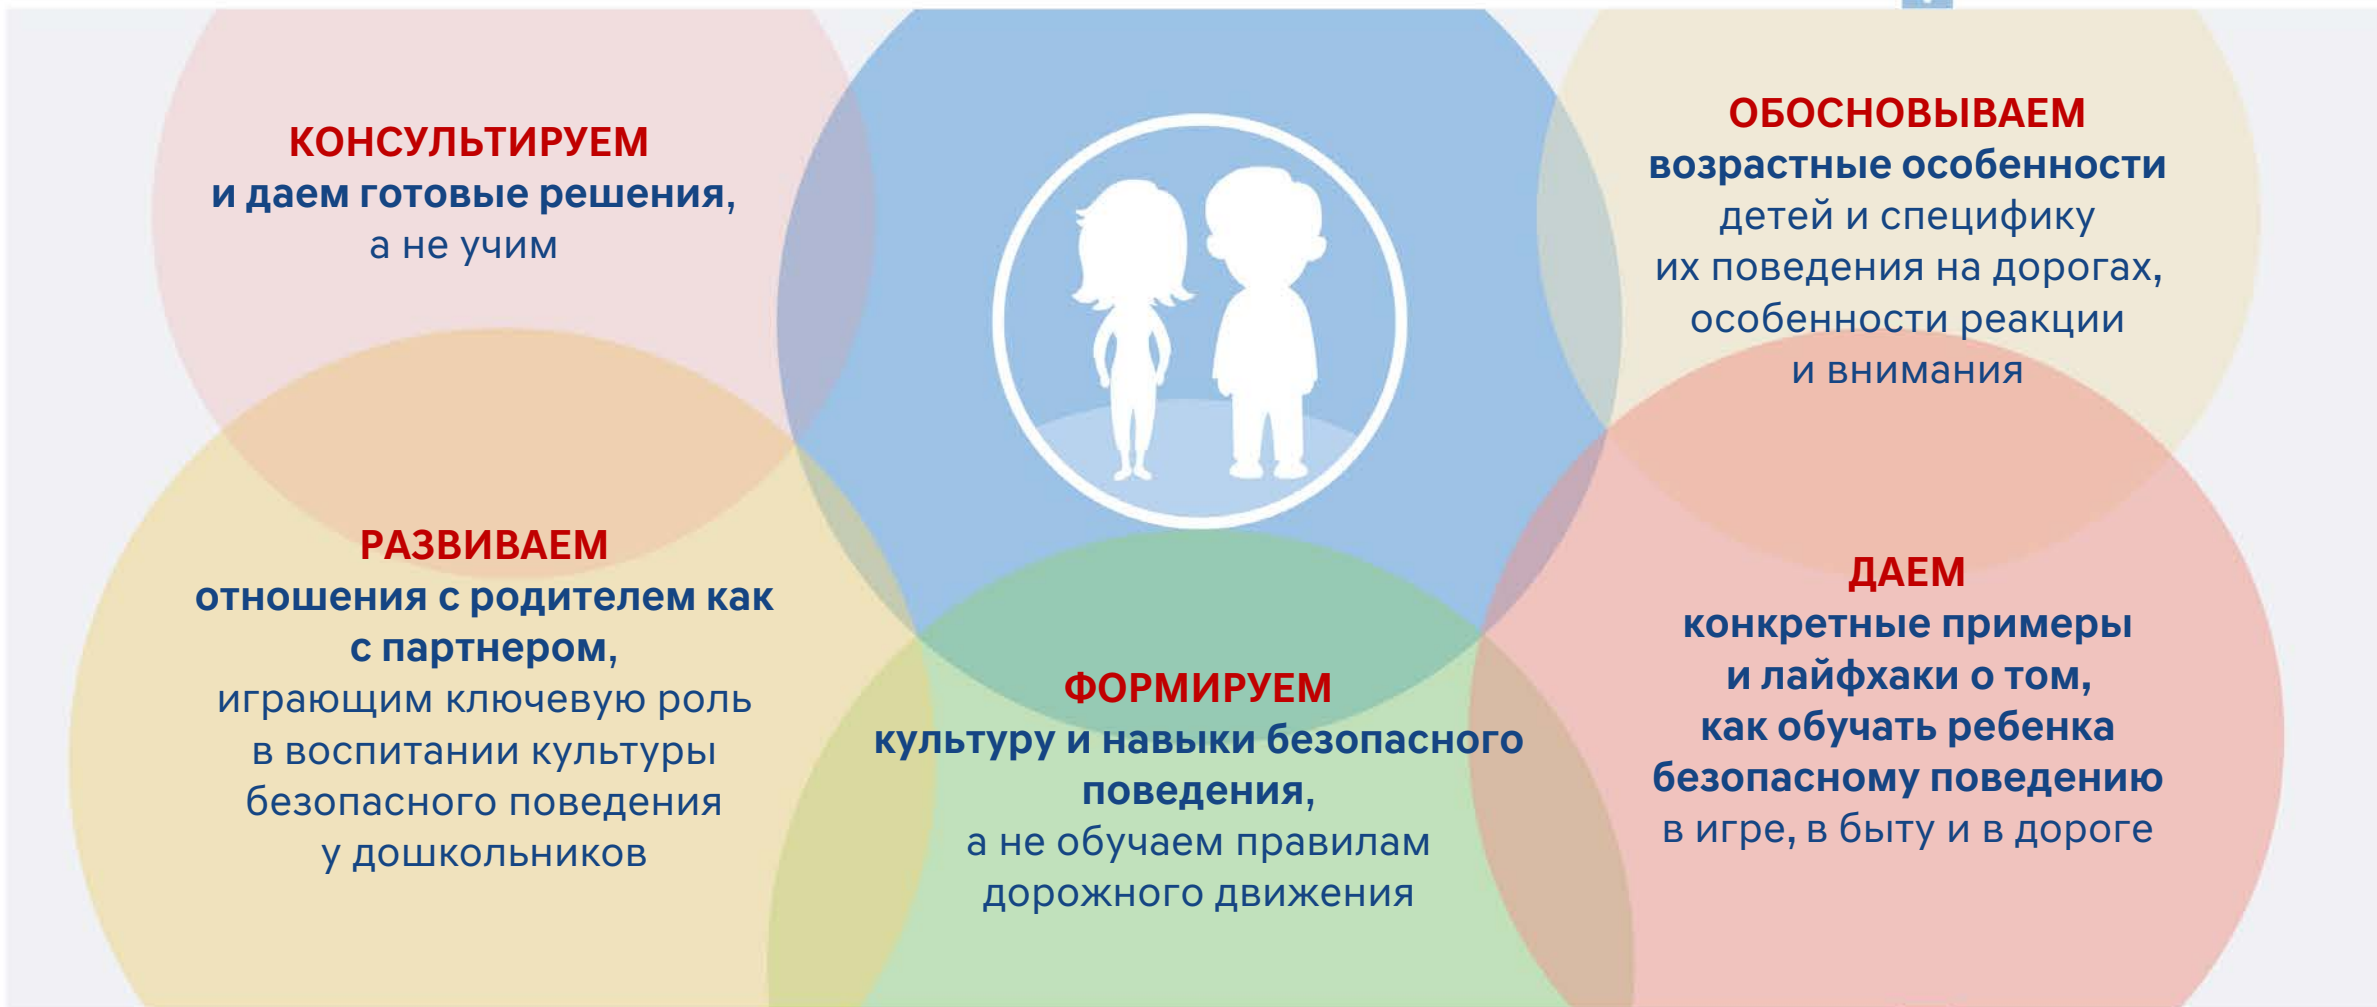 КОНСУЛЬТИРУЕМ
и даем готовые решения,
а не учим
ОБОСНОВЫВАЕМ
возрастные особенности
детей и специфику
их поведения на дорогах,
особенности реакции
и внимания
РАЗВИВАЕМ
отношения с родителем как
с партнером,
играющим ключевую роль
в воспитании культуры
безопасного поведения
у дошкольников
ФОРМИРУЕМ
культуру и навыки безопасного
поведения,
а не обучаем правилам
дорожного движения
ДАЕМ
конкретные примеры
и лайфхаки о том,
как обучать ребенка
безопасному поведению
в игре, в быту и в дороге